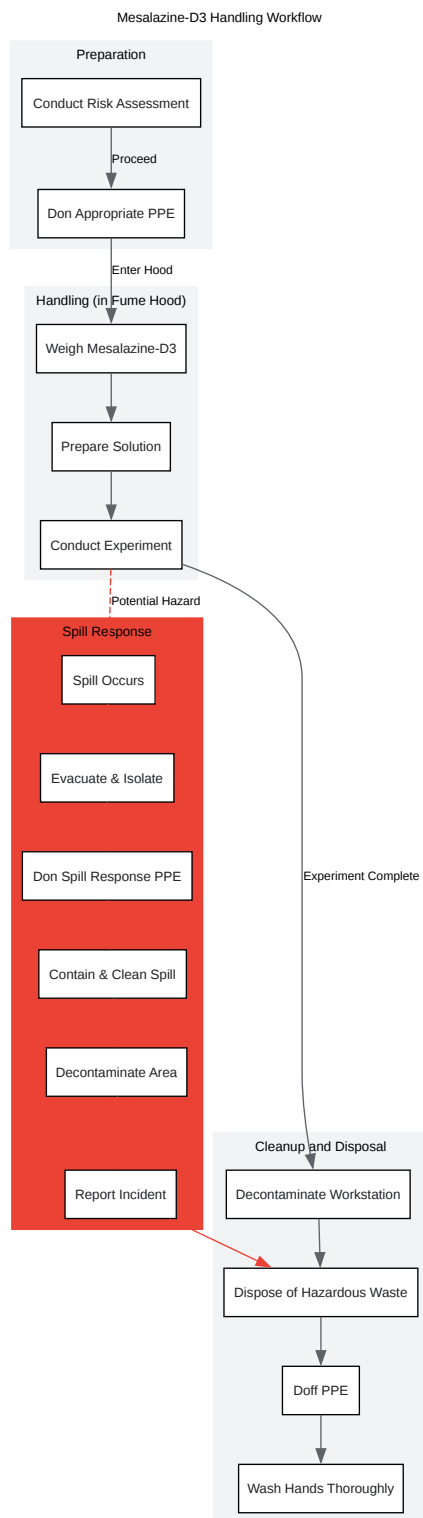 Mesalazine-D3 Handling Workflow
Preparation
Conduct Risk Assessment
Proceed
Don Appropriate PPE
Enter Hood
Handling (in Fume Hood)
Weigh Mesalazine-D3
Prepare Solution
Conduct Experiment
Potential Hazard
Spill Response
Spill Occurs
Evacuate & Isolate
Don Spill Response PPE
Contain & Clean Spill
Decontaminate Area
Report Incident
Experiment Complete
Cleanup and Disposal
Decontaminate Workstation
Dispose of Hazardous Waste
Doff PPE
Wash Hands Thoroughly